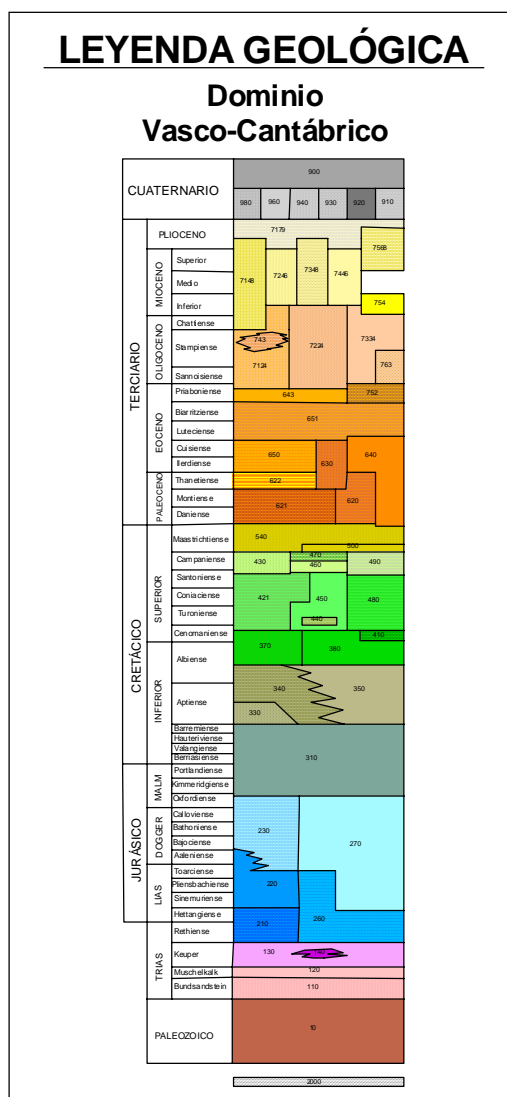 LEYENDA GEOLÓGICA
Dominio
Vasco-Cantábrico
CUATERNARIO
900
980 960 940 930 920 910
TERCIARIO
PLIOCENO
7179
7568
MIOCENO
Superior
7148 7246 7348 7446
Medio
Inferior
754
OLIGOCENO
Chattiense
Stampiense
743
7224
7334
7124
763
Sannoisiense
EOCENO
Priaboniense
643
752
Biarritziense
651
Luteciense
Cuisiense
650
630
640
Ilerdiense
PALEOCENO
Thanetiense
622
Montiense
621
620
Daniense
CRETÁCICO
SUPERIOR
Maastrichtiense
540
500
Campaniense
430
470
460
490
Santoniense
Coniaciense
421
450
480
Turoniense
440
Cenomaniense
410
INFERIOR
370
380
Albiense
340
350
Aptiense
330
Barremiense
Hauteriviense
Valangiense
Berriasiense
310
JURÁSICO
MALM
Portlandiense
Kimmeridgiense
Oxfordiense
DOGGER
Calloviense
Bathoniense
230
Bajociense
270
Aaleniense
LIAS
Toarciense
Pliensbachiense
220
Sinemuriense
Hettangiense
210
260
TRIAS
Rethiense
Keuper
130
140
Muschelkalk
120
Bundsandstein
110
PALEOZOICO
10
2000